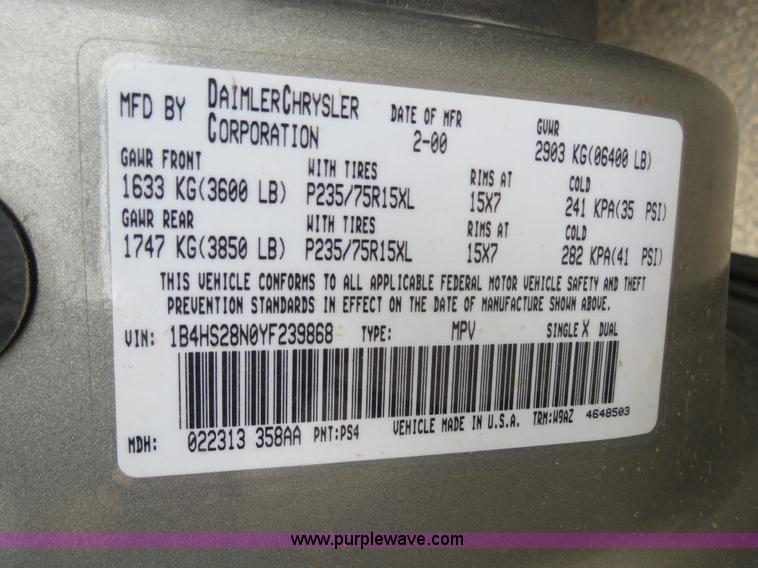 MFD BY DAIMLERCHRYSLER CORPORATION DATE OF MFR 2-00 GVWR 2903 KG(06400 LB)
GAWR FRONT WITH TIRES RIMS AT COLD
1633 KG(3600 LB) P235/75R15XL 15X7 241 KPA(35 PSI)
GAWR REAR WITH TIRES RIMS AT COLD
1747 KG(3850 LB) P235/75R15XL 15X7 282 KPA(41 PSI)
THIS VEHICLE CONFORMS TO ALL APPLICABLE FEDERAL MOTOR VEHICLE SAFETY AND THEFT
PREVENTION STANDARDS IN EFFECT ON THE DATE OF MANUFACTURE SHOWN ABOVE.
VIN: 1B4HS28N0YF239868 TYPE: MPV SINGLE X DUAL
MDH: 022313 358AA PNT:PS4 VEHICLE MADE IN U.S.A. TRM:W9AZ 4648503
www.purplewave.com